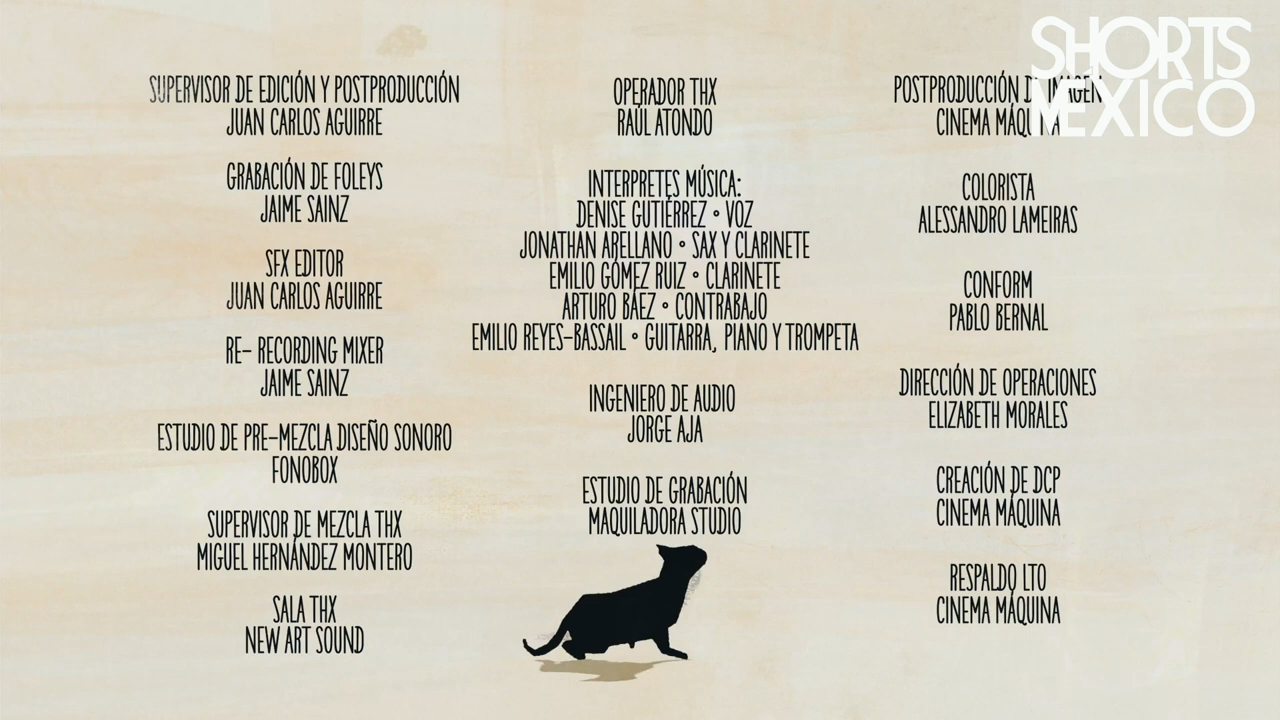 SUPERVISOR DE EDICIÓN Y POSTPRODUCCIÓN
JUAN CARLOS AGUIRRE
GRABACIÓN DE FOLEYS
JAIME SAINZ
SFX EDITOR
JUAN CARLOS AGUIRRE
RE- RECORDING MIXER
JAIME SAINZ
ESTUDIO DE PRE-MEZCLA DISEÑO SONORO
FONOBOX
SUPERVISOR DE MEZCLA THX
MIGUEL HERNÁNDEZ MONTERO
SALA THX
NEW ART SOUND
OPERADOR THX
RAÚL ATONDO
INTERPRETES MÚSICA:
DENISE GUTIÉRREZ • VOZ
JONATHAN ARELLANO • SAX Y CLARINETE
EMILIO GÓMEZ RUIZ • CLARINETE
ARTURO BÁEZ • CONTRABAJO
EMILIO REYES-BASSAIL • GUITARRA, PIANO Y TROMPETA
INGENIERO DE AUDIO
JORGE AJA
ESTUDIO DE GRABACIÓN
MAQUILADORA STUDIO
SHORTS
MÉXICO
POSTPRODUCCIÓN DE IMAGEN
CINEMA MÁQUINA
COLORISTA
ALESSANDRO LAMEIRAS
CONFORM
PABLO BERNAL
DIRECCIÓN DE OPERACIONES
ELIZABETH MORALES
CREACIÓN DE DCP
CINEMA MÁQUINA
RESPALDO LTO
CINEMA MÁQUINA